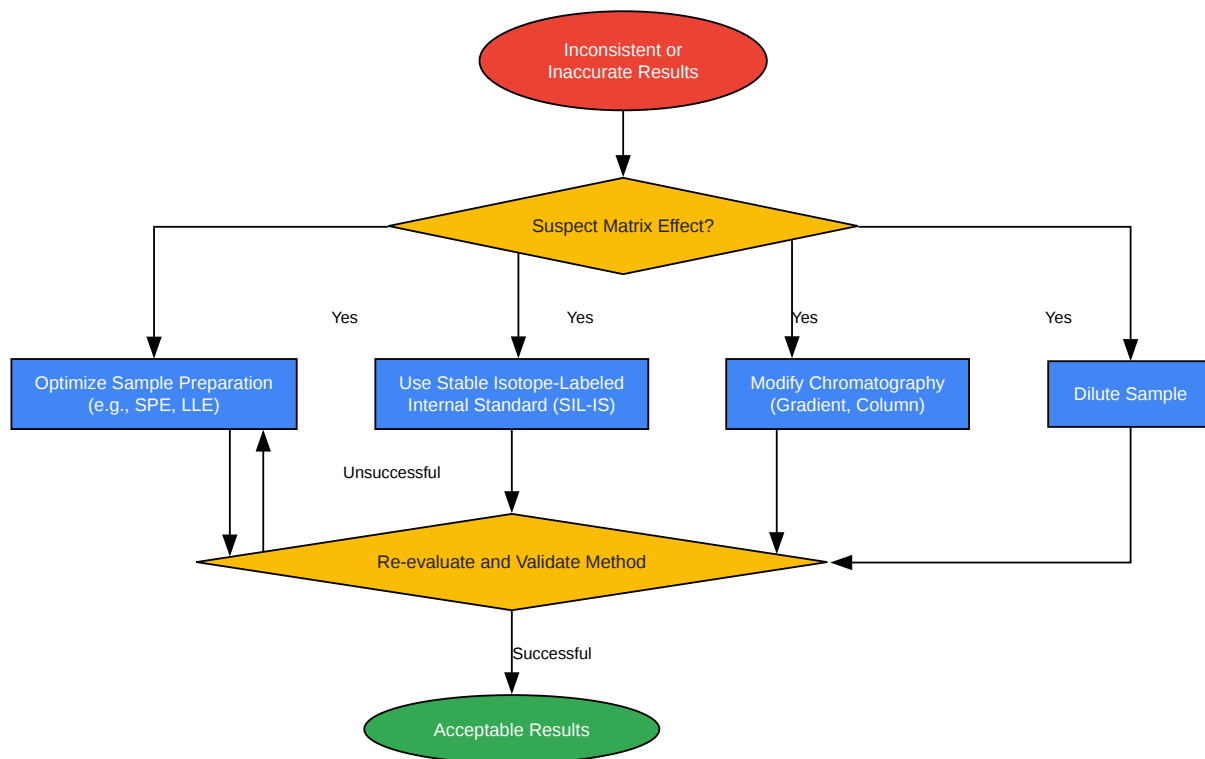 Inconsistent or
Inaccurate Results
Suspect Matrix Effect?
Yes
Yes
Yes
Yes
Optimize Sample Preparation
(e.g., SPE, LLE)
Use Stable Isotope-Labeled
Internal Standard (SIL-IS)
Modify Chromatography
(Gradient, Column)
Dilute Sample
Unsuccessful
Re-evaluate and Validate Method
Successful
Acceptable Results